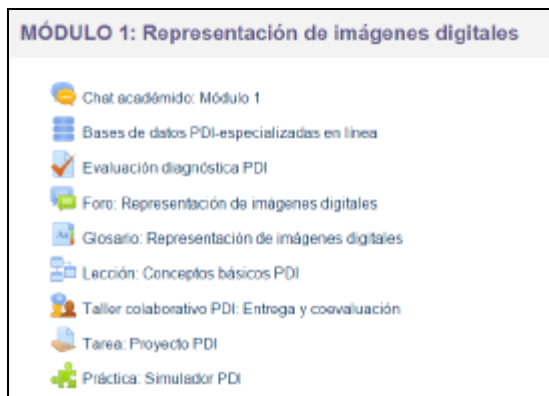 MÓDULO 1: Representación de imágenes digitales
Chat académido: Módulo 1
Bases de datos PDI-especializadas en línea
Evaluación diagnóstica PDI
Foro: Representación de imágenes digitales
Glosario: Representación de imágenes digitales
Lección: Conceptos básicos PDI
Taller colaborativo PDI: Entrega y coevaluación
Tarea: Proyecto PDI
Práctica: Simulador PDI